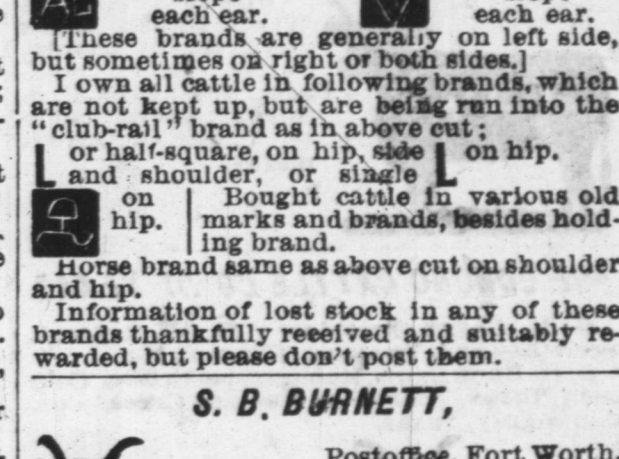 each ear. each ear.
[These brands are generally on left side,
but sometimes on right or both sides.]
I own all cattle in following brands, which
are not kept up, but are being run into the
"club-rail" brand as in above cut:
L or half-square, on hip, side L on hip.
and shoulder, or single
on Bought cattle in various old
hip. marks and brands, besides hold-
ing brand.
Horse brand same as above cut on shoulder
and hip.
Information of lost stock in any of these
brands thankfully received and suitably re-
warded, but please don't post them.
S. B. BURNETT,
Postoffice, Fort Worth,